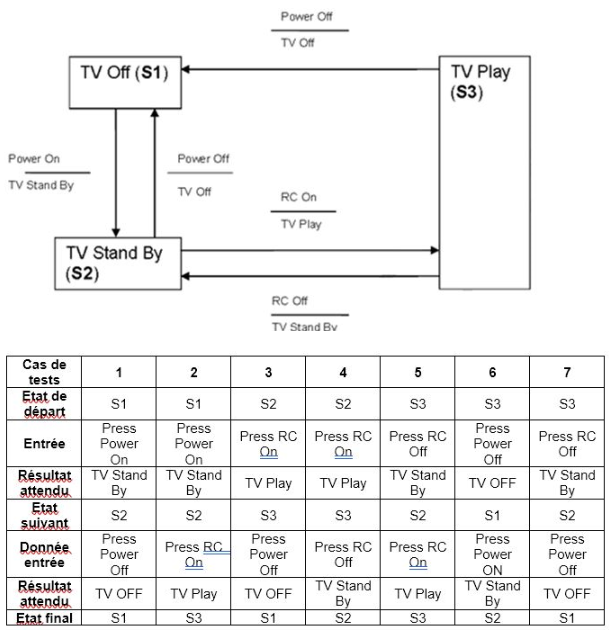 Power Off
TV Off
TV Off (S1)
TV Play
(S3)
Power On
TV Stand By
Power Off
TV Off
RC On
TV Play
TV Stand By
(S2)
RC Off
TV Stand By
Cas de tests 1 2 3 4 5 6 7
Etat de départ S1 S1 S2 S2 S3 S3 S3
Entrée Press Power On Press Power On Press RC On Press RC On Press RC Off Press Power Off Press RC Off
Résultat attendu TV Stand By TV Stand By TV Play TV Play TV Stand By TV OFF TV Stand By
Etat suivant S2 S2 S3 S3 S2 S1 S2
Donnée entrée Press Power Off Press RC On Press Power Off Press RC Off Press RC On Press Power ON Press Power Off
Résultat attendu TV OFF TV Play TV OFF TV Stand By TV Play TV Stand By TV OFF
Etat final S1 S3 S1 S2 S3 S2 S1